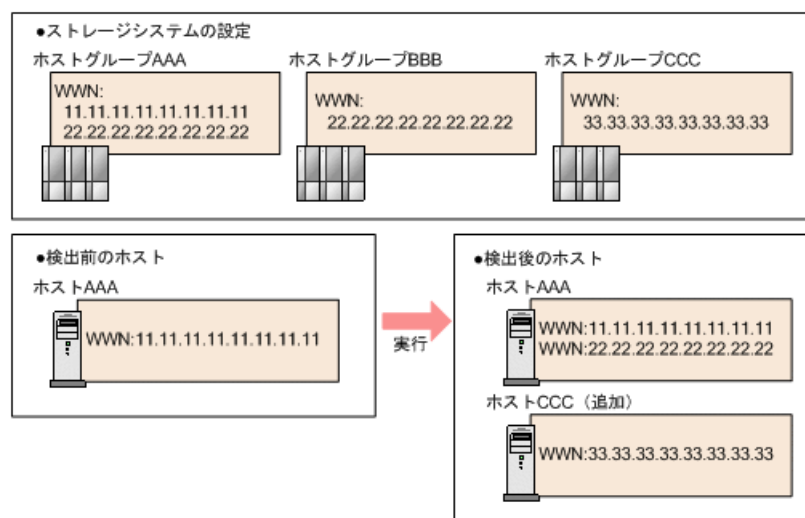 ●ストレージシステムの設定
ホストグループAAA
WWN:
11.11.11.11.11.11.11.11
22.22.22.22.22.22.22.22
ホストグループBBB
WWN:
22.22.22.22.22.22.22.22
ホストグループCCC
WWN:
33.33.33.33.33.33.33.33
●検出前のホスト
ホストAAA
WWN:11.11.11.11.11.11.11.11
実行
●検出後のホスト
ホストAAA
WWN:11.11.11.11.11.11.11.11
WWN:22.22.22.22.22.22.22.22
ホストCCC（追加）
WWN:33.33.33.33.33.33.33.33